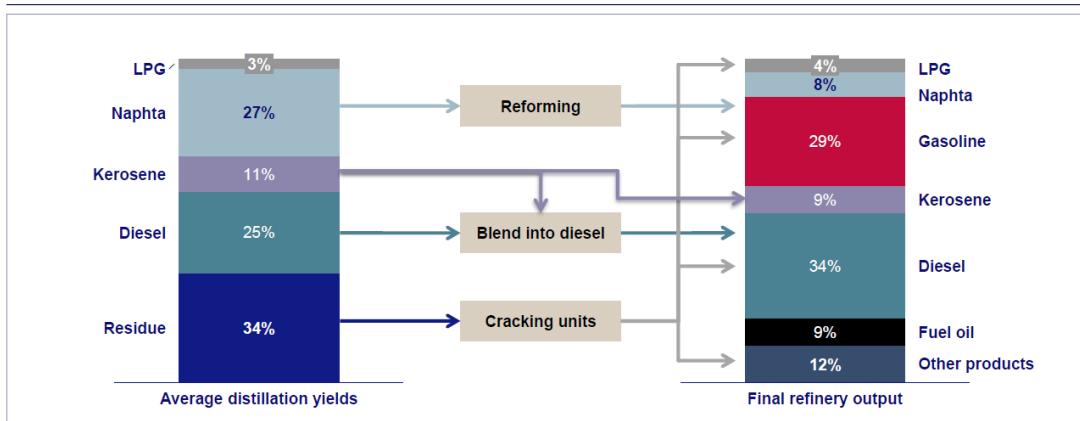 LPG
3%
Naphta
27%
Kerosene
11%
Diesel
25%
Residue
34%
Average distillation yields
Reforming
Blend into diesel
Cracking units
4%
LPG
8%
Naphta
29%
Gasoline
9%
Kerosene
34%
Diesel
9%
Fuel oil
12%
Other products
Final refinery output